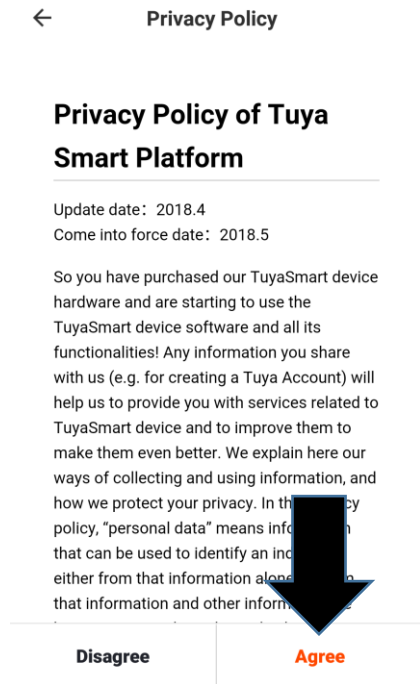 Privacy Policy
Privacy Policy of Tuya
Smart Platform
Update date：2018.4
Come into force date：2018.5
So you have purchased our TuyaSmart device
hardware and are starting to use the
TuyaSmart device software and all its
functionalities! Any information you share
with us (e.g. for creating a Tuya Account) will
help us to provide you with services related to
TuyaSmart device and to improve them to
make them even better. We explain here our
ways of collecting and using information, and
how we protect your privacy. In
policy, “personal data” means
that can be used to identify an
either from that information
that information and other
Disagree
Agree